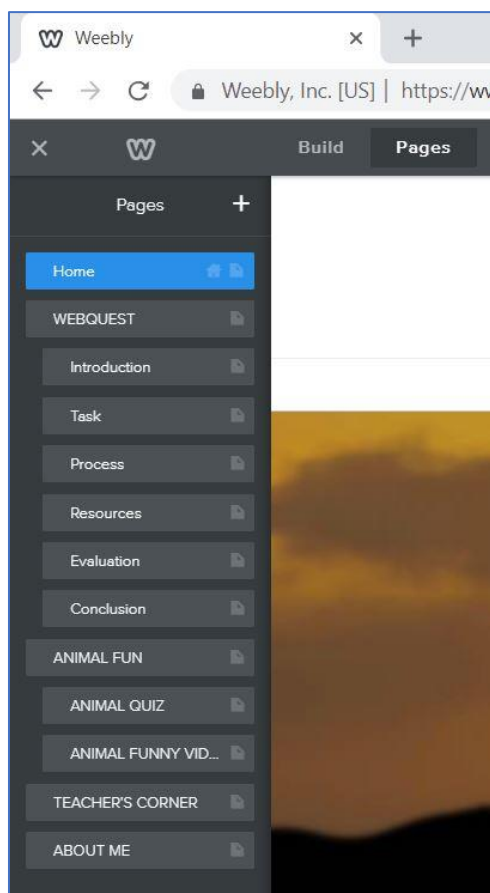 Weebly
Weebly, Inc. [US] | https://ww
Build Pages
Pages
Home
WEBQUEST
Introduction
Task
Process
Resources
Evaluation
Conclusion
ANIMAL FUN
ANIMAL QUIZ
ANIMAL FUNNY VID...
TEACHER'S CORNER
ABOUT ME